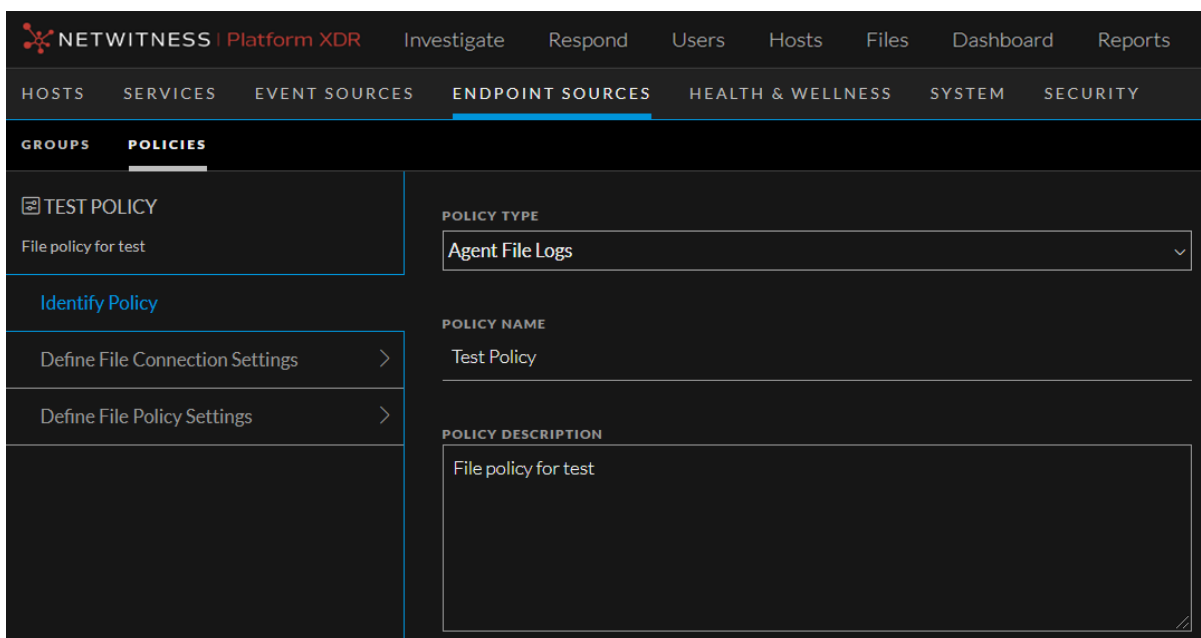 NETWITNESS | Platform XDR Investigate Respond Users Hosts Files Dashboard Reports
HOSTS SERVICES EVENT SOURCES ENDPOINT SOURCES HEALTH & WELLNESS SYSTEM SECURITY
GROUPS POLICIES
TEST POLICY
File policy for test
Identify Policy
Define File Connection Settings
Define File Policy Settings
POLICY TYPE
Agent File Logs
POLICY NAME
Test Policy
POLICY DESCRIPTION
File policy for test